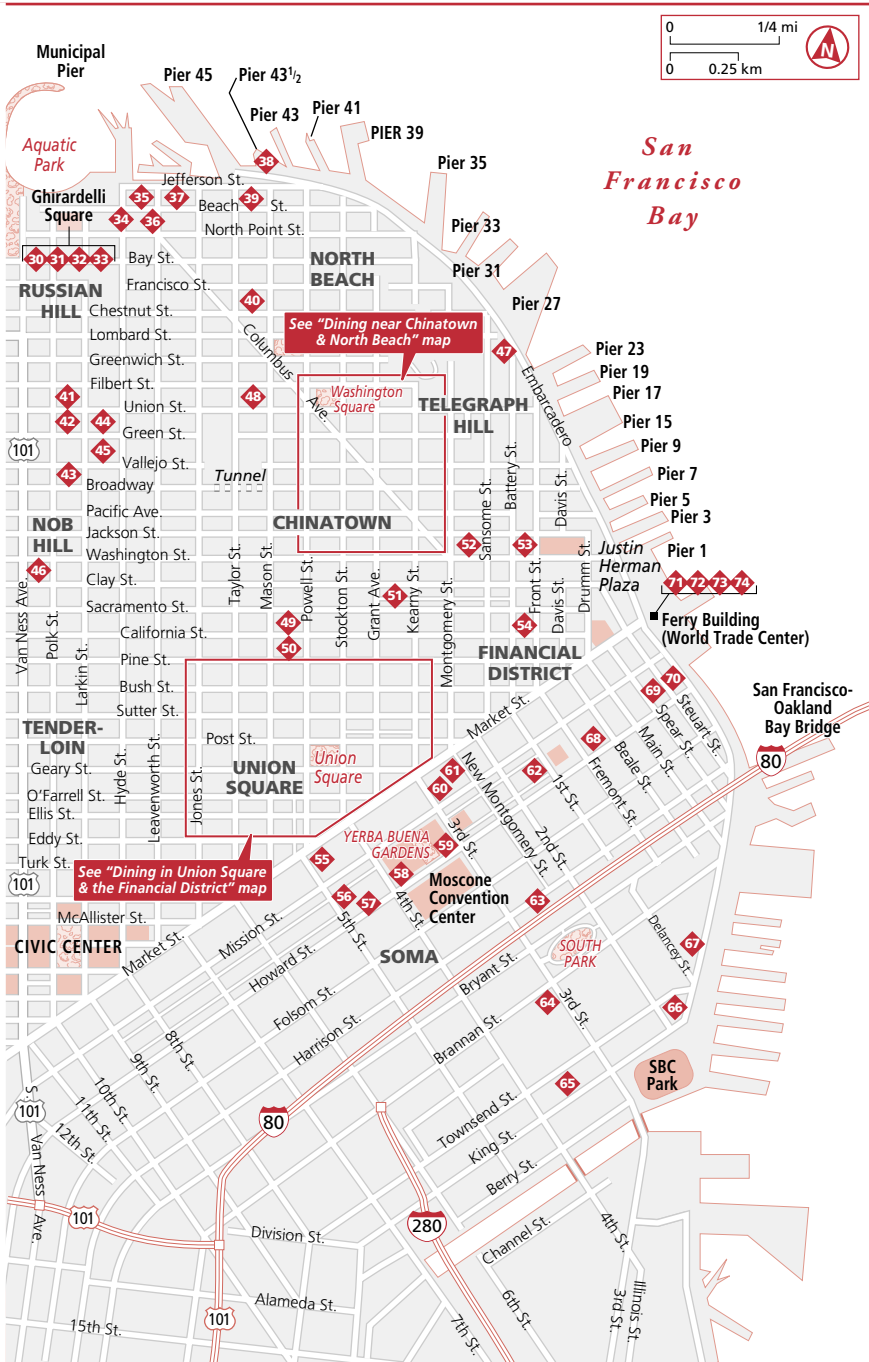 0 1/4 mi
0 0.25 km
N
Municipal
Pier
Pier 45
Pier 43 1/2
Pier 43
Pier 41
PIER 39
Pier 35
Pier 33
Pier 31
Pier 27
Pier 23
Pier 19
Pier 17
Pier 15
Pier 9
Pier 7
Pier 5
Pier 3
Pier 1
San
Francisco
Bay
Aquatic
Park
Ghirardelli
Square
38
Jefferson St.
35
37
39
Beach St.
34
36
North Point St.
30
31
32
33
Bay St.
NORTH
BEACH
RUSSIAN
HILL
Francisco St.
40
Chestnut St.
Lombard St.
Greenwich St.
Filbert St.
Columbus Ave.
See “Dining near Chinatown
& North Beach” map
47
Embarcadero
41
48
Washington
Square
TELEGRAPH
HILL
Union St.
42
44
Green St.
101
45
Vallejo St.
43
Broadway
Tunnel
Pacific Ave.
NOB
HILL
CHINATOWN
Jackson St.
Washington St.
46
Clay St.
Sacramento St.
California St.
Pine St.
Bush St.
Sutter St.
Van Ness Ave.
Polk St.
Larkin St.
Hyde St.
Leavenworth St.
Jones St.
Taylor St.
Mason St.
Powell St.
Stockton St.
Grant Ave.
Kearny St.
Montgomery St.
Sansome St.
Battery St.
Front St.
Davis St.
Davis St.
Drumm St.
52
53
51
49
50
54
Justin
Herman
Plaza
71
72
73
74
Ferry Building
(World Trade Center)
FINANCIAL
DISTRICT
70
69
Steuart St.
Spear St.
Main St.
Beale St.
Fremont St.
1st St.
2nd St.
New Montgomery St.
3rd St.
San Francisco-
Oakland
Bay Bridge
80
Market St.
68
62
61
60
TENDER-
LOIN
Post St.
UNION
SQUARE
Union
Square
Geary St.
O’Farrell St.
Ellis St.
Eddy St.
Turk St.
101
See “Dining in Union Square
& the Financial District” map
YERBA BUENA
GARDENS
55
59
58
56
57
4th St.
5th St.
Moscone
Convention
Center
63
McAllister St.
CIVIC CENTER
Market St.
Mission St.
Howard St.
Folsom St.
Harrison St.
SOMA
Bryant St.
Brannan St.
SOUTH
PARK
Delancey St.
67
66
64
3rd St.
65
SBC
Park
Townsend St.
King St.
Berry St.
Channel St.
8th St.
9th St.
10th St.
11th St.
12th St.
80
101
S. Van Ness Ave.
101
101
280
Division St.
Alameda St.
15th St.
7th St.
6th St.
4th St.
3rd St.
Illinois St.